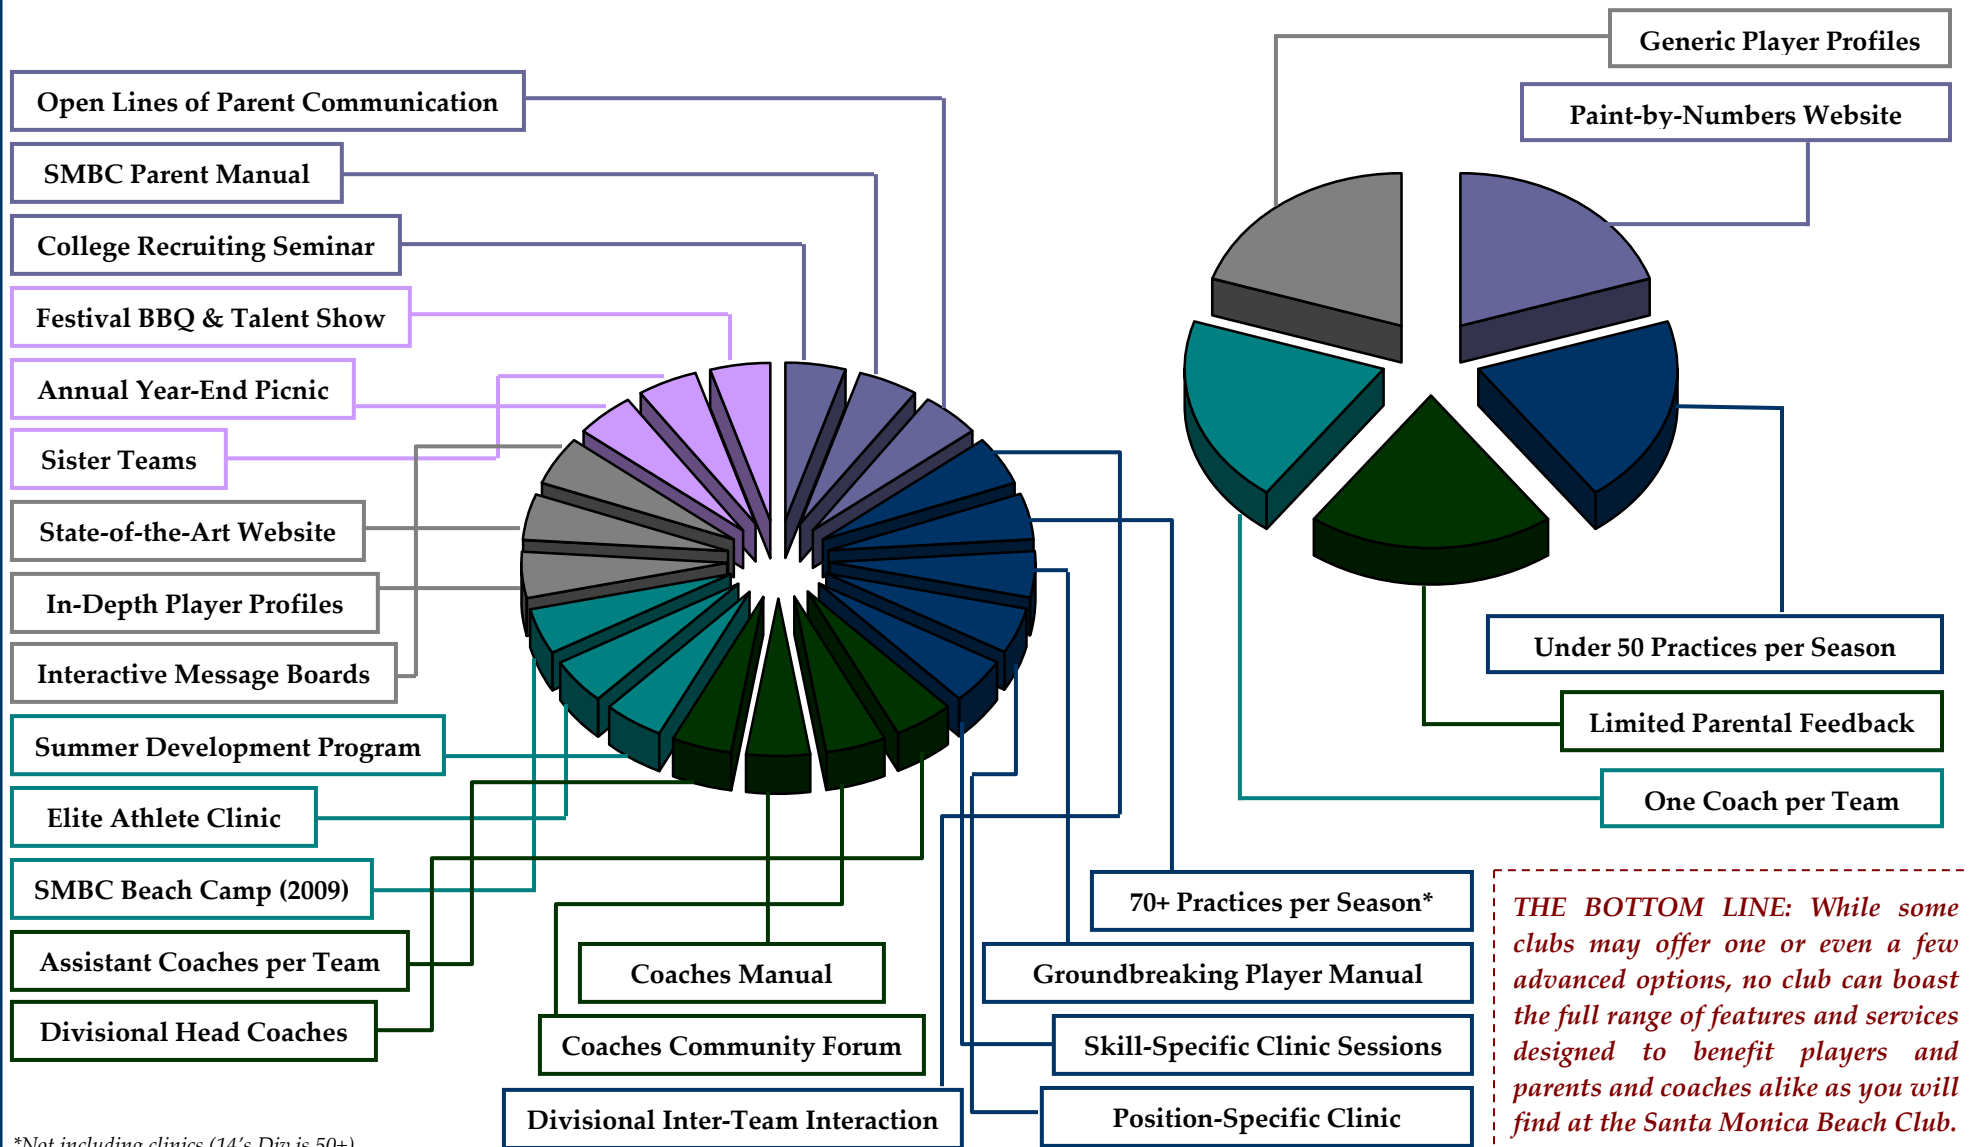 Generic Player Profiles
Paint-by-Numbers Website
Open Lines of Parent Communication
SMBC Parent Manual
College Recruiting Seminar
Festival BBQ & Talent Show
Annual Year-End Picnic
Sister Teams
State-of-the-Art Website
In-Depth Player Profiles
Interactive Message Boards
Summer Development Program
Elite Athlete Clinic
SMBC Beach Camp (2009)
Assistant Coaches per Team
Divisional Head Coaches
Coaches Manual
Coaches Community Forum
Divisional Inter-Team Interaction
70+ Practices per Season*
Groundbreaking Player Manual
Skill-Specific Clinic Sessions
Position-Specific Clinic
Under 50 Practices per Season
Limited Parental Feedback
One Coach per Team
THE BOTTOM LINE: While some
clubs may offer one or even a few
advanced options, no club can boast
the full range of features and services
designed to benefit players and
parents and coaches alike as you will
find at the Santa Monica Beach Club.
*Not including clinics (14's Div is 50+)